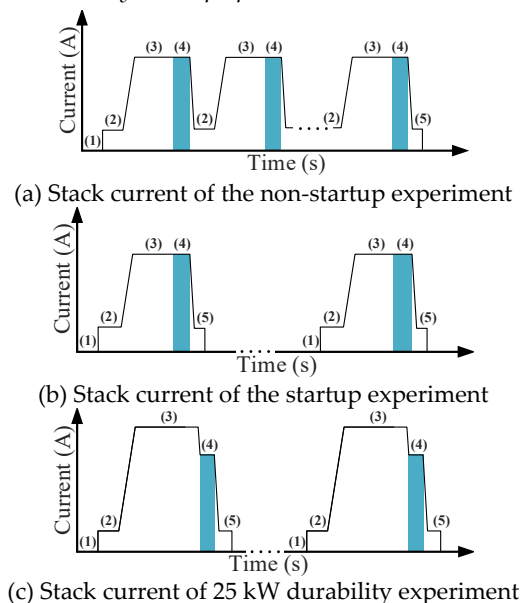 Current (A)
(1) (2) (3) (4) (2) (3) (4) (2) (3) (4) (5)
Time (s)
(a) Stack current of the non-startup experiment
Current (A)
(1) (2) (3) (4) (5) (1) (2) (3) (4) (5)
Time (s)
(b) Stack current of the startup experiment
Current (A)
(1) (2) (3) (4) (5) (1) (2) (3) (4) (5)
Time (s)
(c) Stack current of 25 kW durability experiment